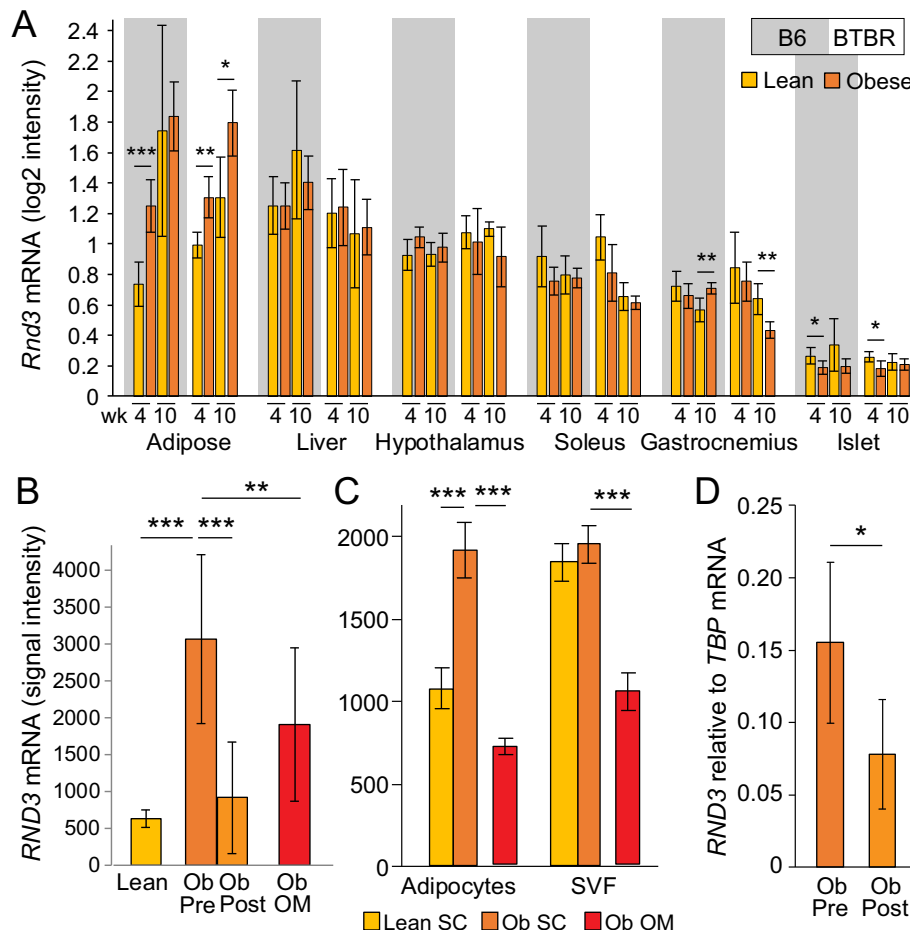 A
Rnd3 mRNA (log2 intensity)
2.4
2.2
2
1.8
1.6
1.4
1.2
1
0.8
0.6
0.4
0.2
0
B6 BTBR
Lean Obese
*** ** *
** **
* *
wk 4 10 4 10 4 10 4 10 4 10 4 10 4 10 4 10 4 10 4 10 4 10 4 10
Adipose Liver Hypothalamus Soleus Gastrocnemius Islet
B
RND3 mRNA (signal intensity)
4000
3500
3000
2500
2000
1500
1000
500
0
**
*** ***
Lean Ob Pre Ob Post Ob OM
C
2000
1500
1000
500
0
*** *** ***
Adipocytes SVF
Lean SC Ob SC Ob OM
D
RND3 relative to TBP mRNA
0.25
0.20
0.15
0.10
0.05
0
*
Ob Pre Ob Post